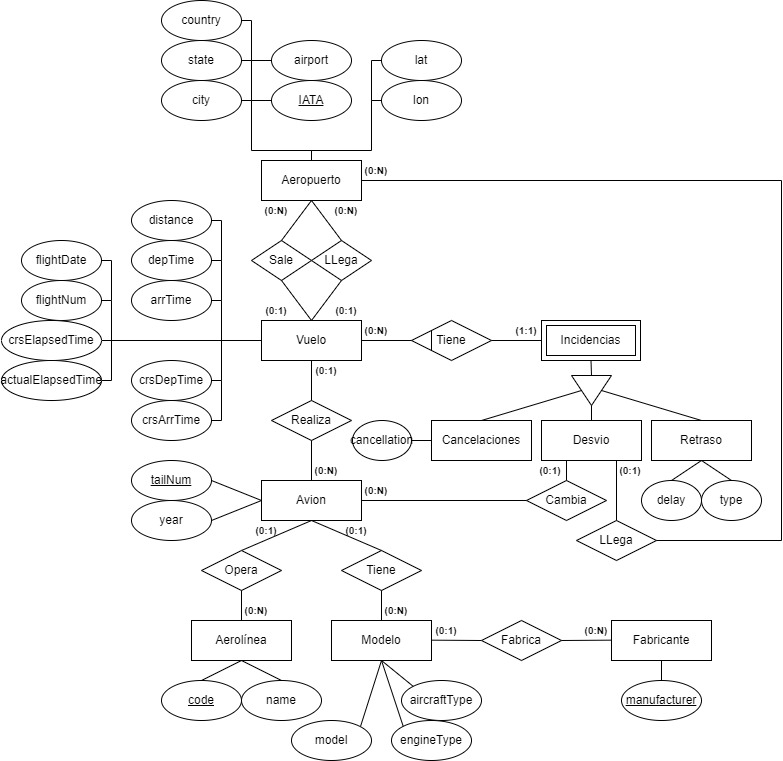 country
state
airport
lat
city
IATA
lon
(0:N)
Aeropuerto
(0:N)
(0:N)
distance
flightDate
depTime
Sale
LLega
flightNum
arrTime
(0:1)
(0:1)
crsElapsedTime
Vuelo
(0:N)
Tiene
(1:1)
Incidencias
(0:1)
actualElapsedTime
crsDepTime
crsArrTime
Realiza
cancellation
Cancelaciones
Desvio
Retraso
(0:N)
(0:1)
(0:1)
tailNum
Avion
(0:N)
Cambia
delay
type
year
(0:1)
(0:1)
LLega
Opera
Tiene
(0:N)
(0:N)
Aerolínea
Modelo
(0:1)
Fabrica
(0:N)
Fabricante
code
name
aircraftType
manufacturer
model
engineType